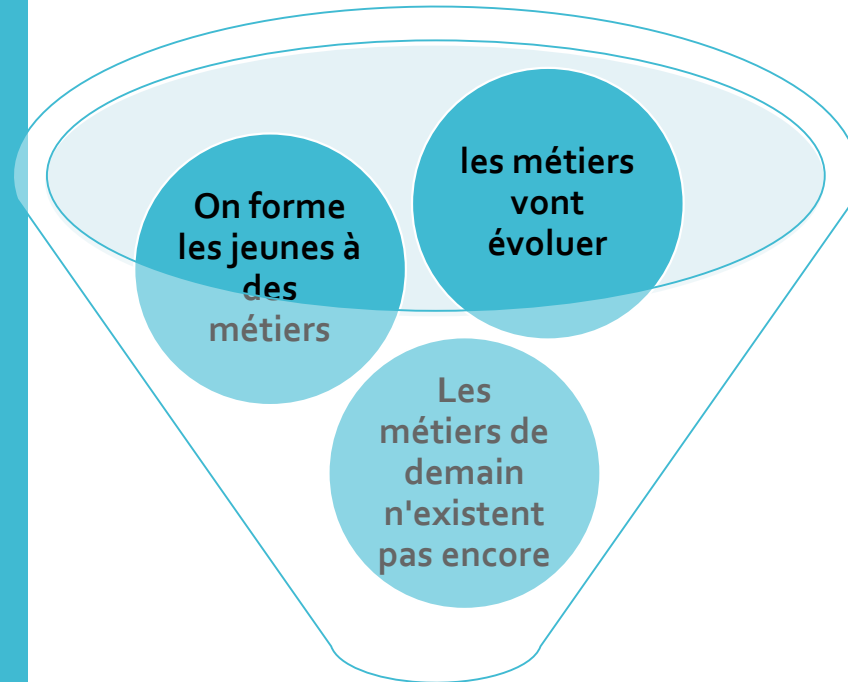 On forme
les jeunes à
des
métiers
les métiers
vont
évoluer
Les
métiers de
demain
n'existent
pas encore